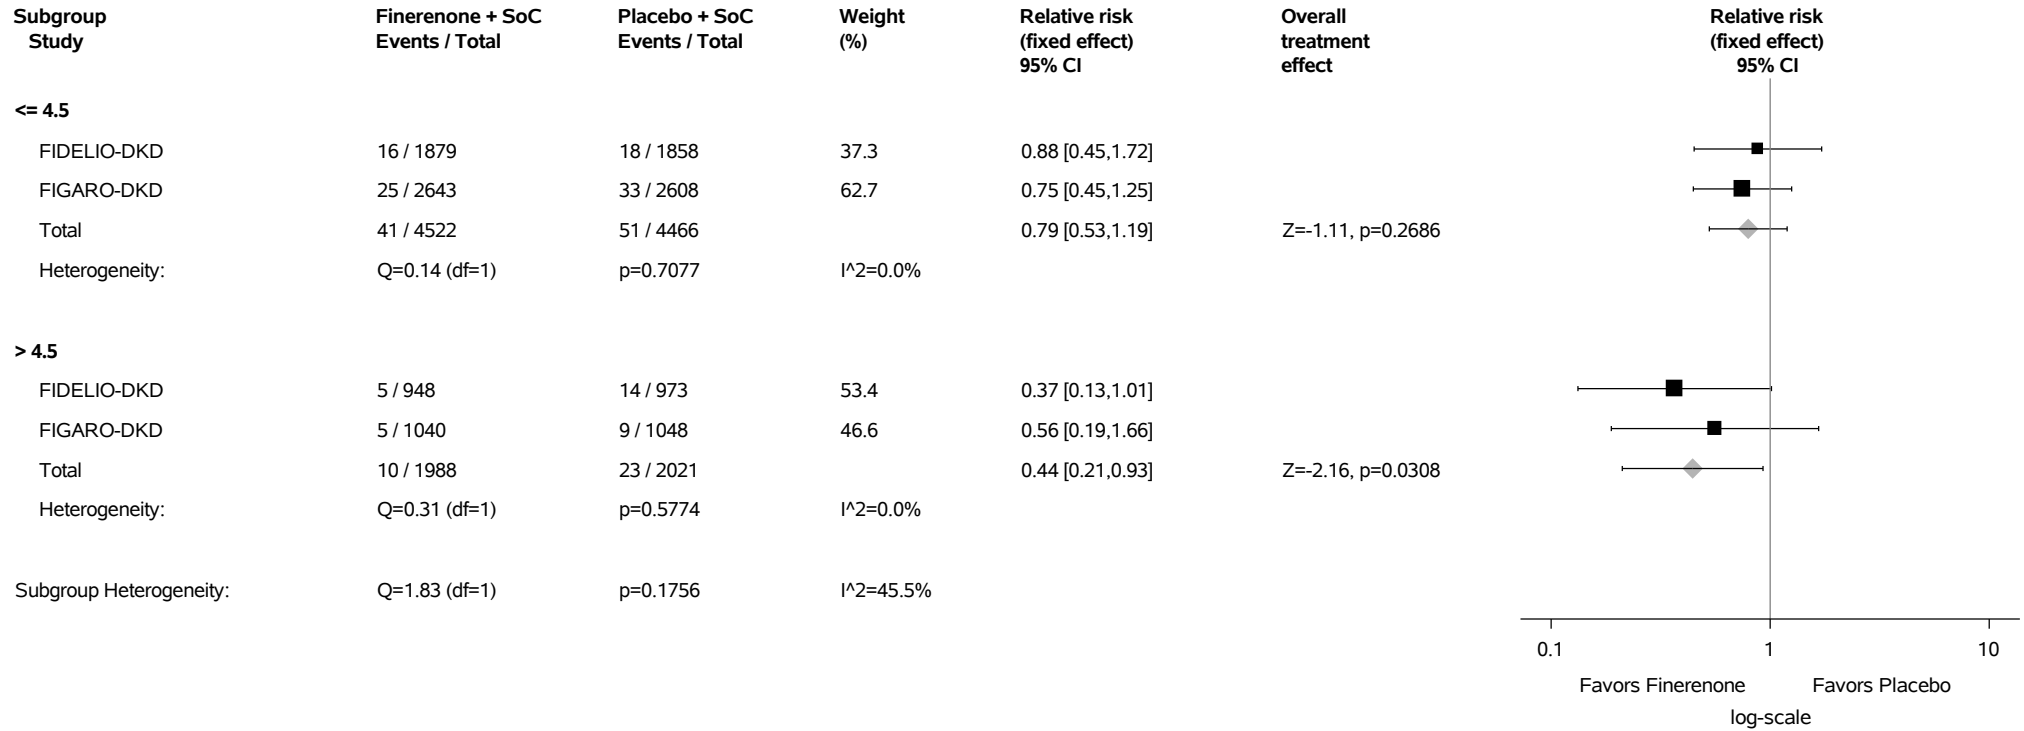 Subgroup Finerenone + SoC Placebo + SoC Weight Relative risk Overall Relative risk
Study Events / Total Events / Total (%) (fixed effect) treatment (fixed effect)
95% CI effect 95% CI
<= 4.5
FIDELIO-DKD 16 / 1879 18 / 1858 37.3 0.88 [0.45,1.72]
FIGARO-DKD 25 / 2643 33 / 2608 62.7 0.75 [0.45,1.25]
Total 41 / 4522 51 / 4466 0.79 [0.53,1.19] Z=-1.11, p=0.2686
Heterogeneity: Q=0.14 (df=1) p=0.7077 I^2=0.0%
> 4.5
FIDELIO-DKD 5 / 948 14 / 973 53.4 0.37 [0.13,1.01]
FIGARO-DKD 5 / 1040 9 / 1048 46.6 0.56 [0.19,1.66]
Total 10 / 1988 23 / 2021 0.44 [0.21,0.93] Z=-2.16, p=0.0308
Heterogeneity: Q=0.31 (df=1) p=0.5774 I^2=0.0%
Subgroup Heterogeneity: Q=1.83 (df=1) p=0.1756 I^2=45.5%
0.1 1 10
Favors Finerenone Favors Placebo
log-scale